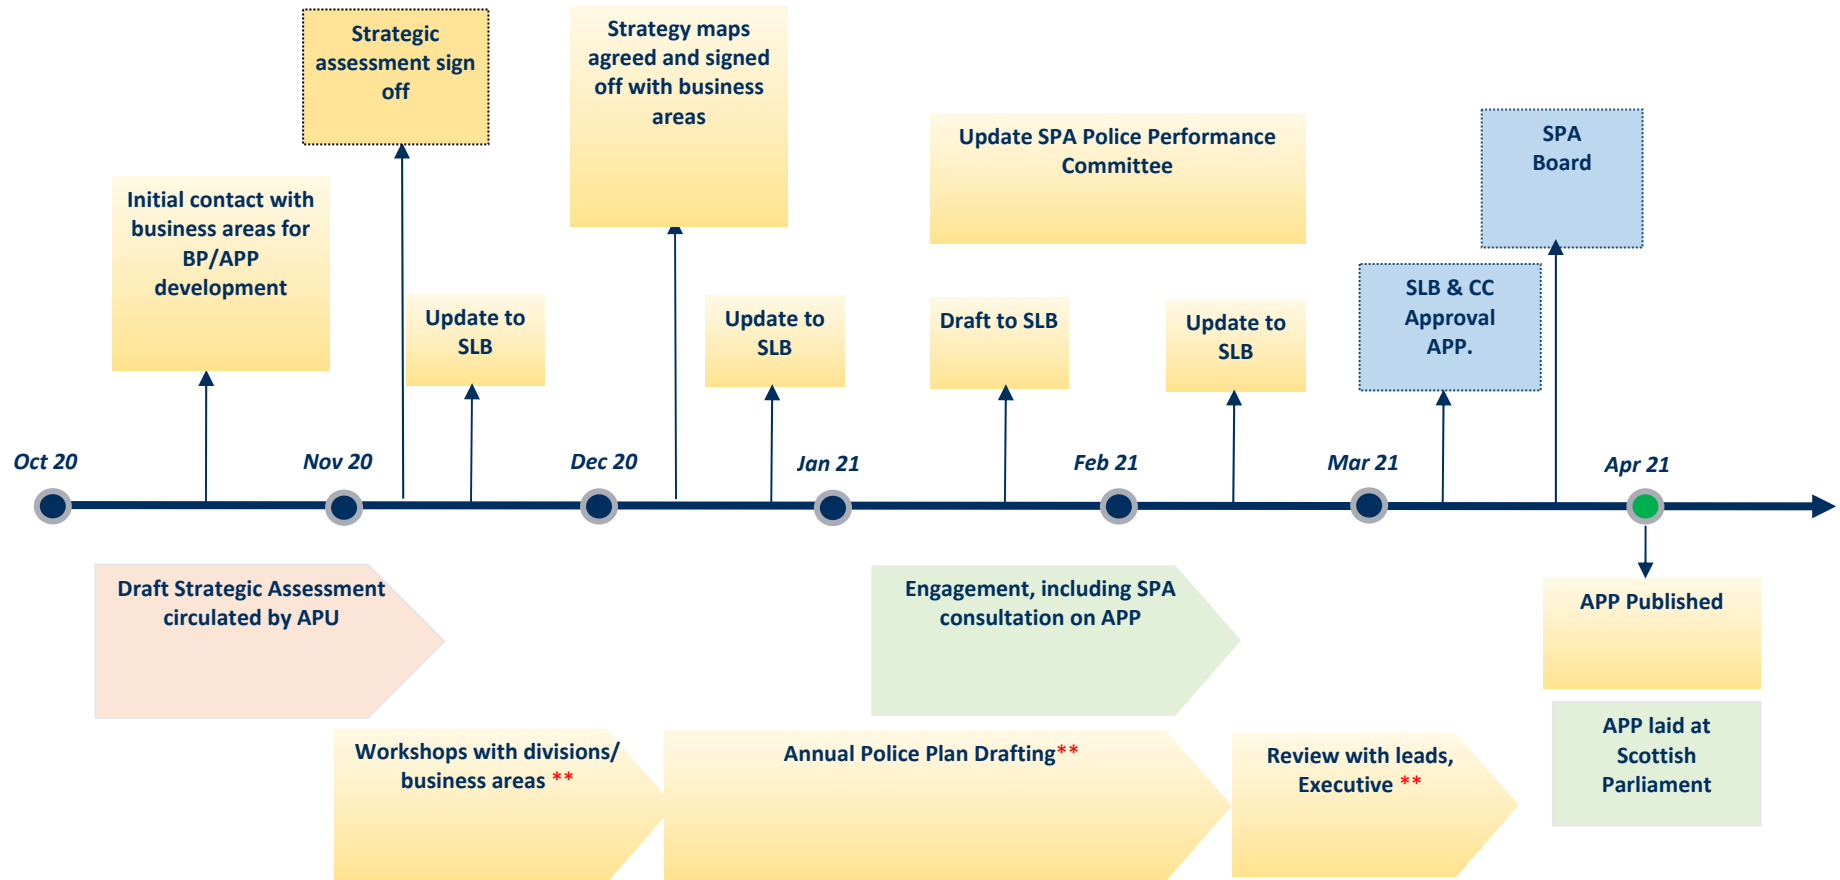 Strategic
assessment sign
off
Strategy maps
agreed and signed
off with business
areas
Update SPA Police Performance
Committee
SPA
Board
Initial contact with
business areas for
BP/APP
development
Update to
SLB
Update to
SLB
Draft to SLB
Update to
SLB
SLB & CC
Approval
APP.
Oct 20
Nov 20
Dec 20
Jan 21
Feb 21
Mar 21
Apr 21
Draft Strategic Assessment
circulated by APU
Engagement, including SPA
consultation on APP
APP Published
Workshops with divisions/
business areas **
Annual Police Plan Drafting**
Review with leads,
Executive **
APP laid at
Scottish
Parliament